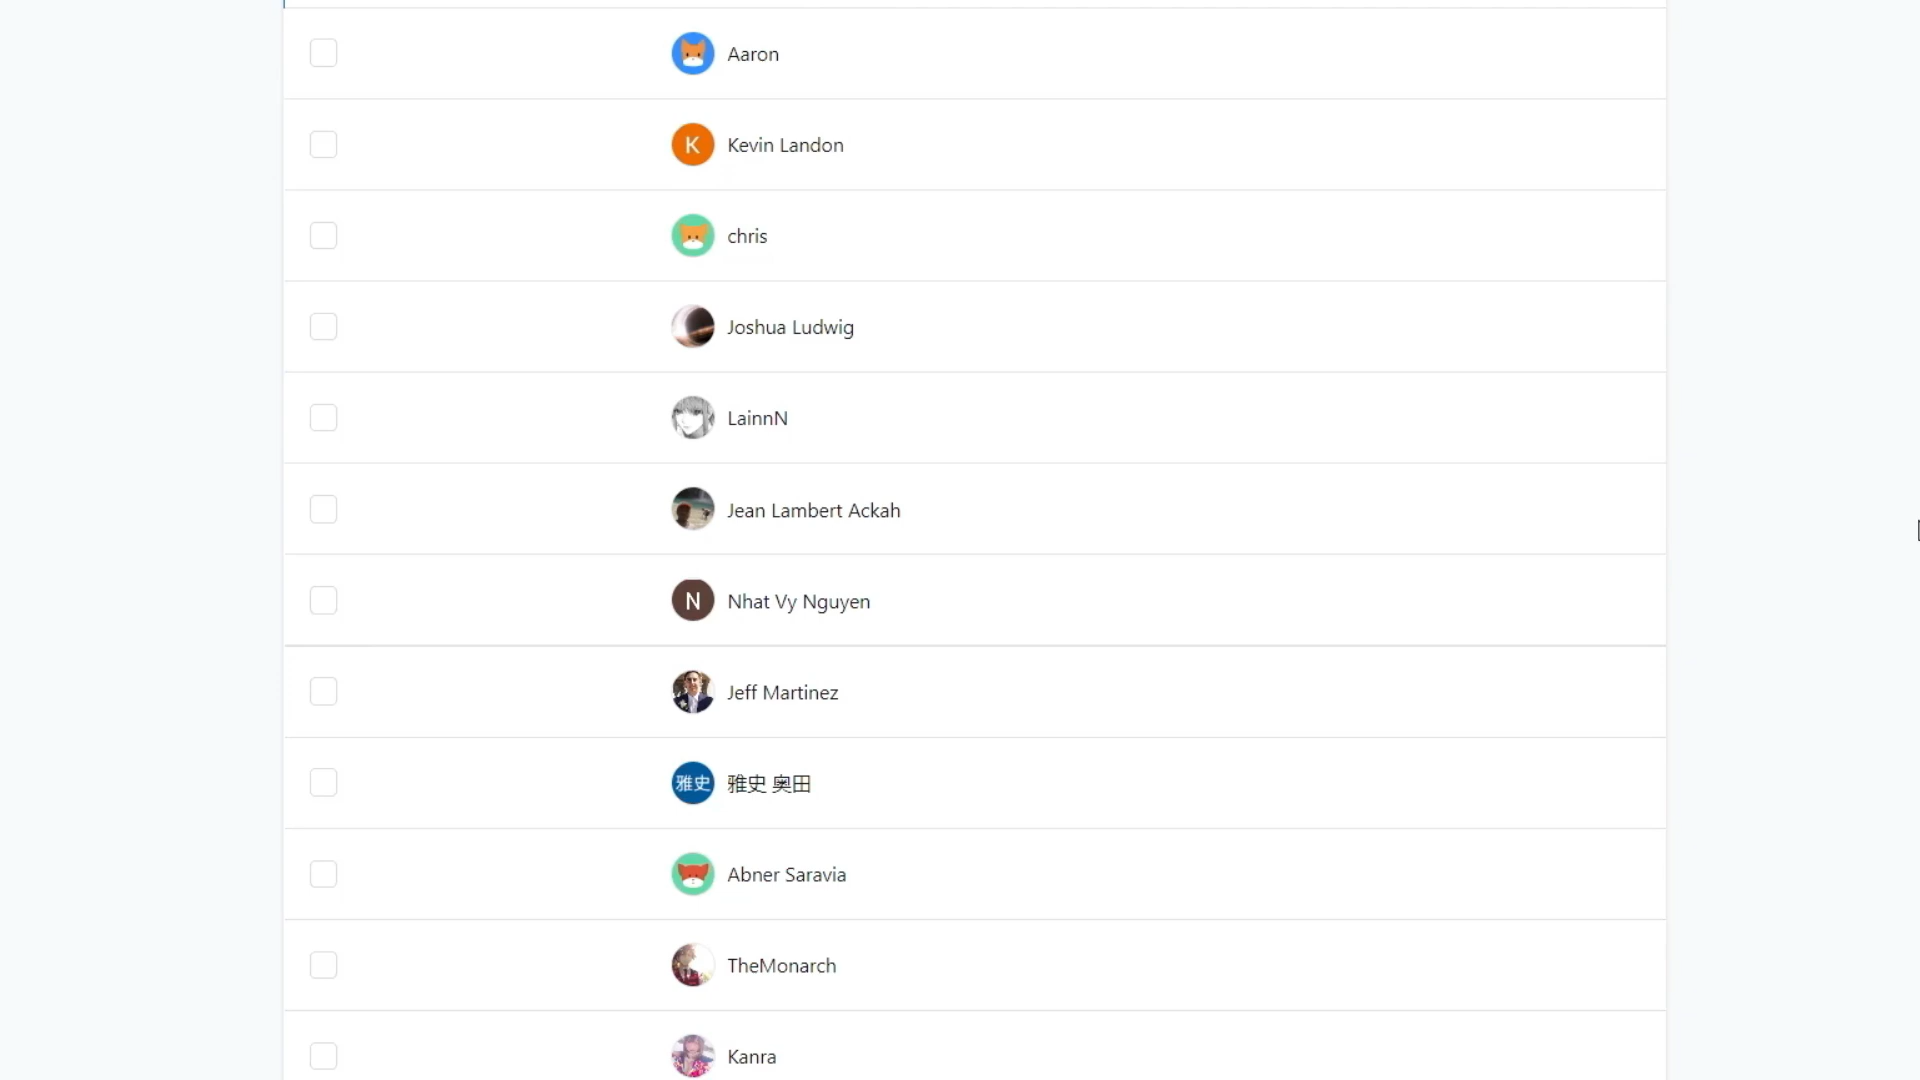 Aaron
K Kevin Landon
chris
Joshua Ludwig
LainnN
Jean Lambert Ackah
N Nhat Vy Nguyen
Jeff Martinez
雅史 雅史 奥田
Abner Saravia
TheMonarch
Kanra